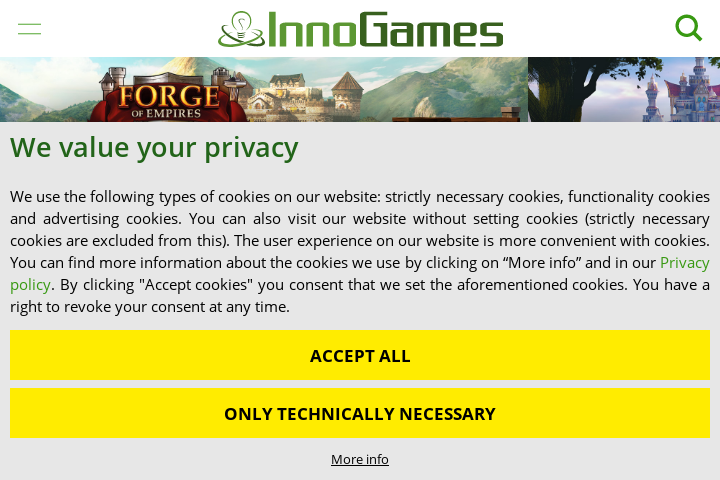 InnoGames
FORGE
OF EMPIRES
We value your privacy
We use the following types of cookies on our website: strictly necessary cookies, functionality cookies
and advertising cookies. You can also visit our website without setting cookies (strictly necessary
cookies are excluded from this). The user experience on our website is more convenient with cookies.
You can find more information about the cookies we use by clicking on “More info” and in our Privacy
policy. By clicking "Accept cookies" you consent that we set the aforementioned cookies. You have a
right to revoke your consent at any time.
ACCEPT ALL
ONLY TECHNICALLY NECESSARY
More info